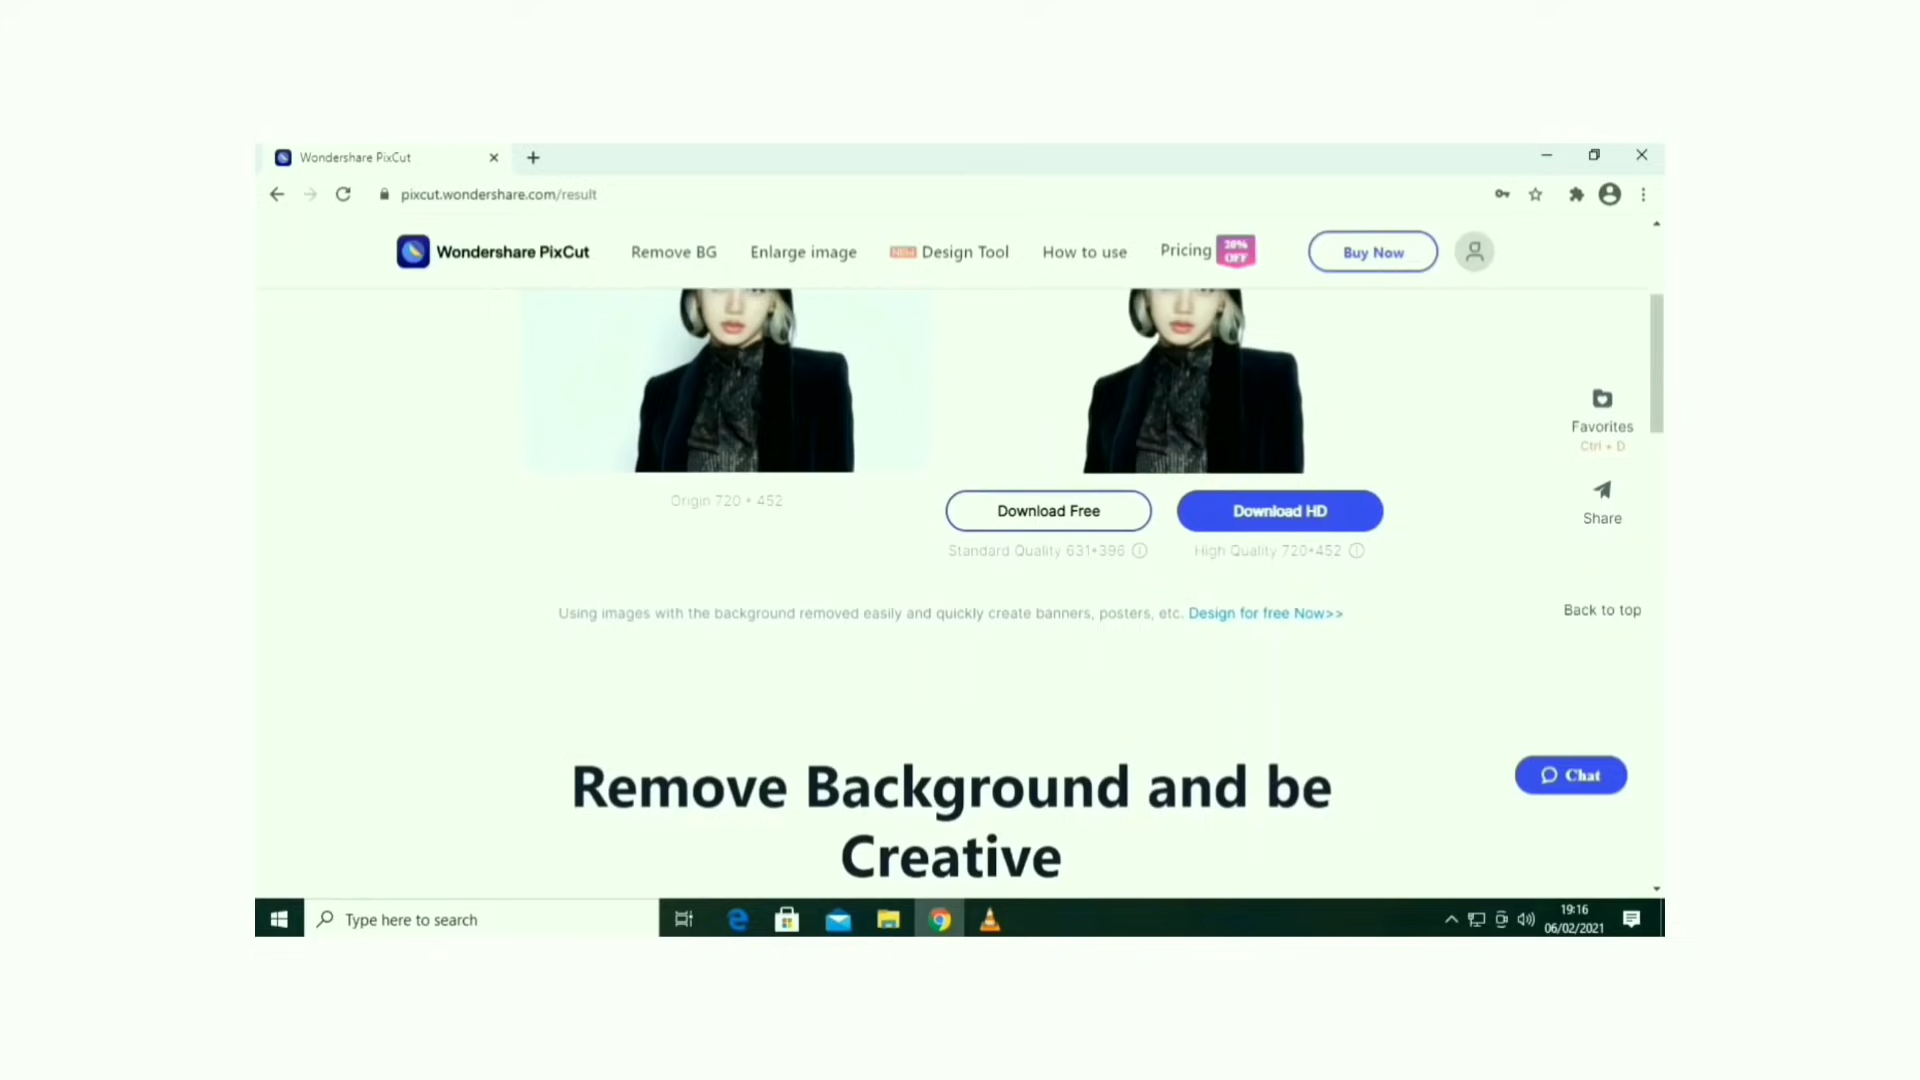 Wondershare PixCut
pixcut.wondershare.com/result
Wondershare PixCut Remove BG Enlarge image NEW Design Tool How to use Pricing 20% OFF Buy Now
Favorites
Ctrl + D
Origin 720 * 452
Download Free Download HD
Share
Standard Quality 631*396 High Quality 720*452
Using images with the background removed easily and quickly create banners, posters, etc. Design for free Now>>
Back to top
Remove Background and be
Creative
Chat
Type here to search
19:16
06/02/2021